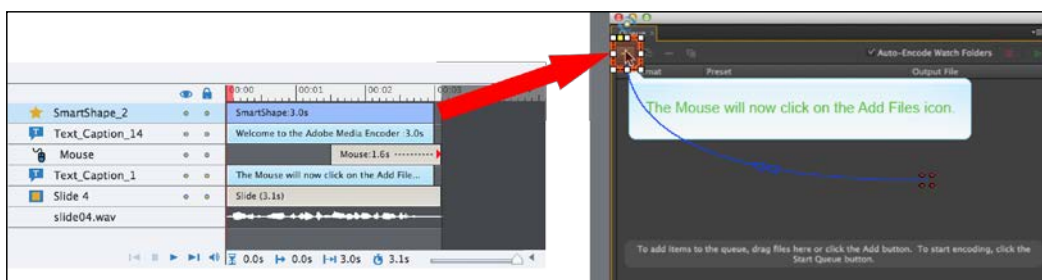 00:00 00:01 00:02 00:03
SmartShape_2
SmartShape:3.0s
Text_Caption_14
Welcome to the Adobe Media Encoder :3.0s
Mouse
Mouse:1.6s
Text_Caption_1
The Mouse will now click on the Add File...
Slide 4
Slide (3.1s)
slide04.wav
0.0s 0.0s 3.0s 3.1s
Auto-Encode Watch Folders
Preset Output File
The Mouse will now click on the Add Files icon.
To add items to the queue, drag files here or click the Add button. To start encoding, click the
Start Queue button.